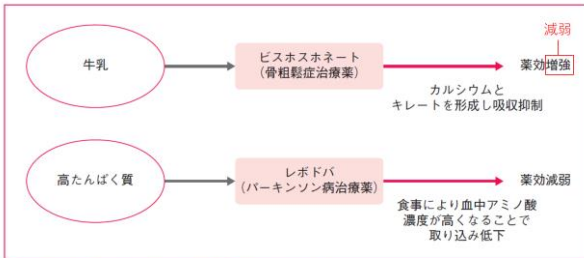 減弱
牛乳
ビスホスホネート
（骨粗鬆症治療薬）
薬効増強
カルシウムと
キレートを形成し吸収抑制
高たんぱく質
レボドバ
（パーキンソン病治療薬）
薬効減弱
食事により血中アミノ酸
濃度が高くなることで
取り込み低下